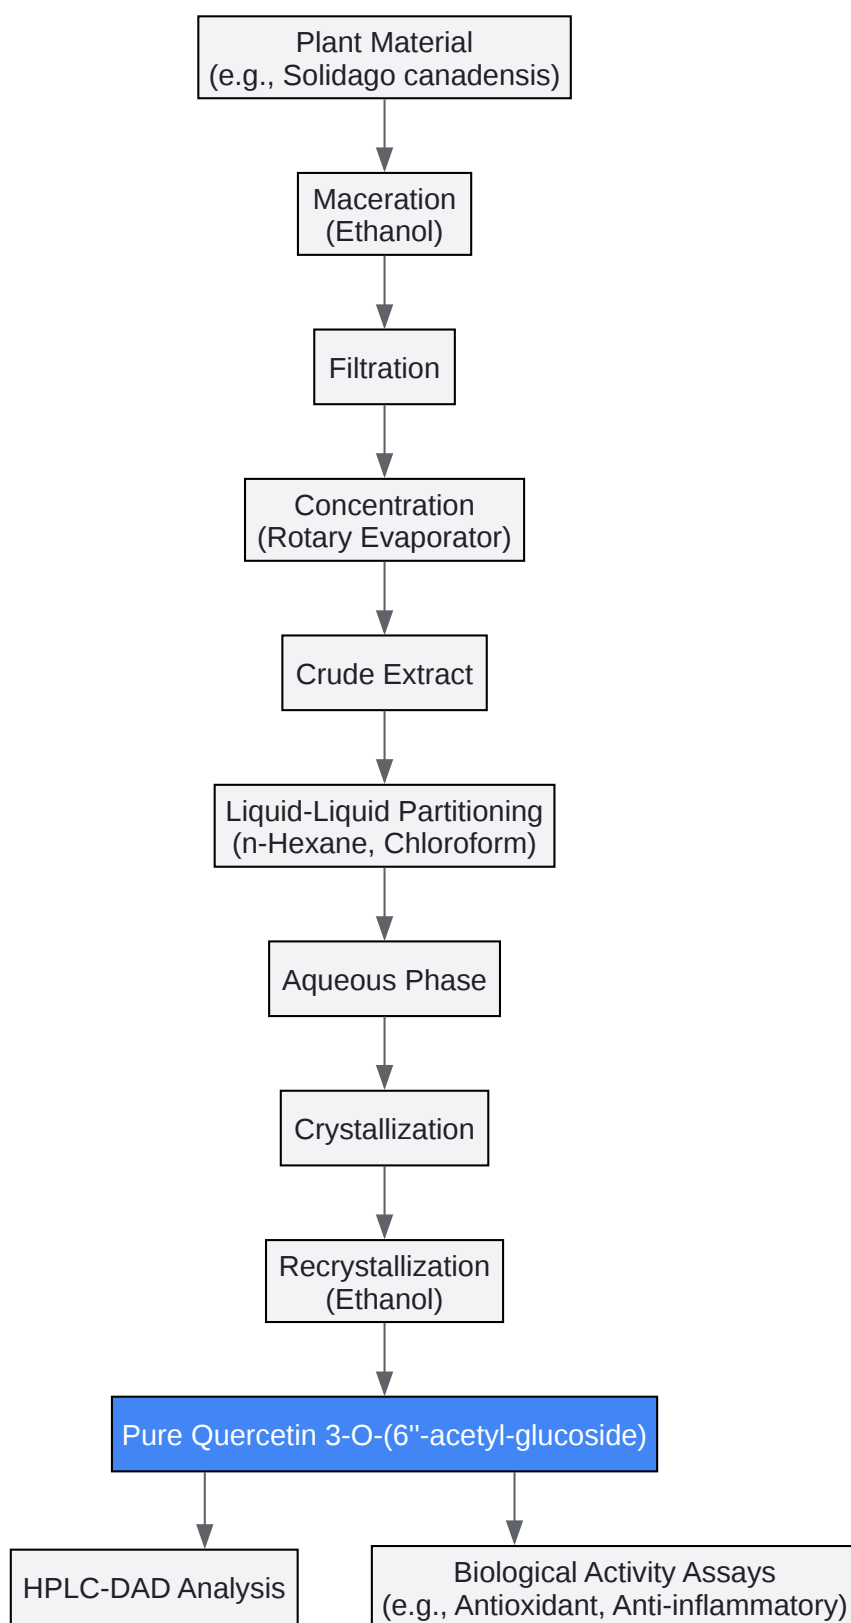 Plant Material
(e.g., Solidago canadensis)
Maceration
(Ethanol)
Filtration
Concentration
(Rotary Evaporator)
Crude Extract
Liquid-Liquid Partitioning
(n-Hexane, Chloroform)
Aqueous Phase
Crystallization
Recrystallization
(Ethanol)
Pure Quercetin 3-O-(6''-acetyl-glucoside)
HPLC-DAD Analysis
Biological Activity Assays
(e.g., Antioxidant, Anti-inflammatory)